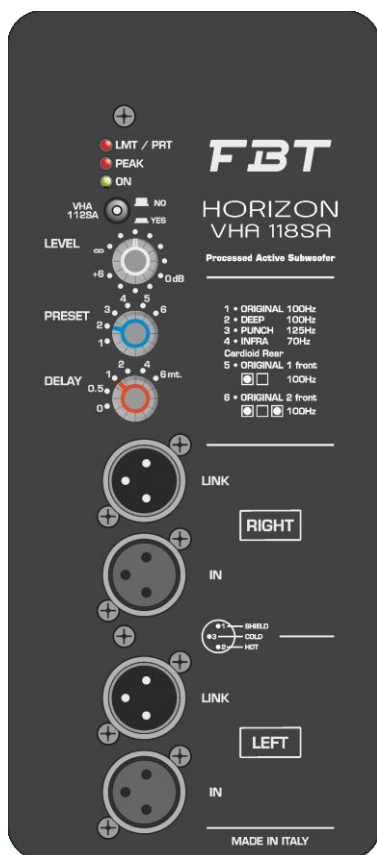 LMT / PRT
PEAK
ON
VHA
112SA
NO
YES
LEVEL
∞
+6
0dB
PRESET
1
2
3
4
5
6
DELAY
0
0.5
1
2
4
6mt.
FBT
HORIZON
VHA 118SA
Processed Active Subwoofer
1 • ORIGINAL 100Hz
2 • DEEP 100Hz
3 • PUNCH 125Hz
4 • INFRA 70Hz
Cardioid Rear
5 • ORIGINAL 1 front
100Hz
6 • ORIGINAL 2 front
100Hz
LINK
RIGHT
IN
1 SHIELD
3 COLD
2 HOT
LINK
LEFT
IN
MADE IN ITALY